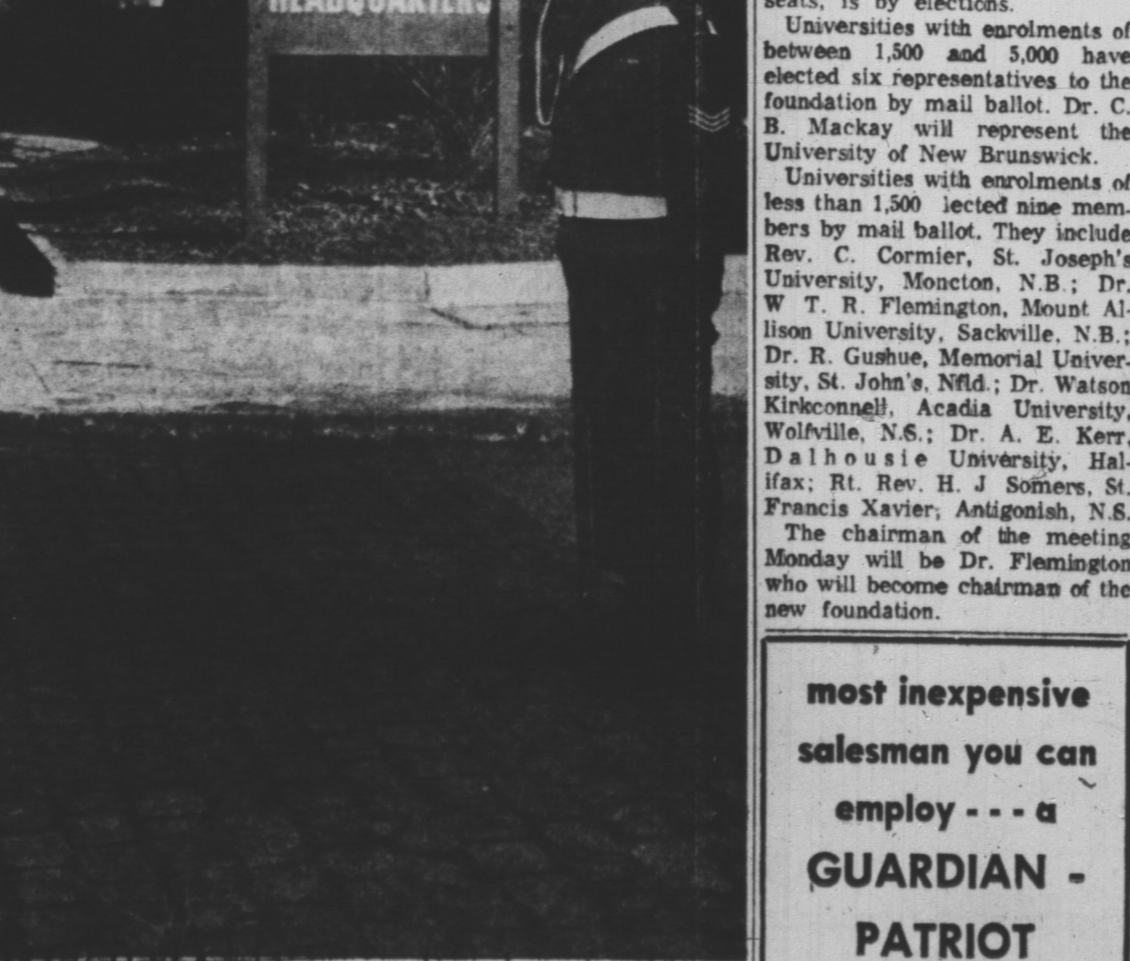 HEADQUARTERS
seats, is by elections.
Universities with enrolments of
between 1,500 and 5,000 have
elected six representatives to the
foundation by mail ballot. Dr. C.
B. Mackay will represent the
University of New Brunswick.
Universities with enrolments of
less than 1,500 lected nine mem-
bers by mail ballot. They include
Rev. C. Cormier, St. Joseph's
University, Moncton, N.B.; Dr.
W T. R. Flemington, Mount Al-
lison University, Sackville, N.B.;
Dr. R. Gushue, Memorial Univer-
sity, St. John's, Nfld.; Dr. Watson
Kirkconnell, Acadia University,
Wolfville, N.S.; Dr. A. E. Kerr,
Dalhousie University, Hal-
ifax; Rt. Rev. H. J Somers, St.
Francis Xavier, Antigonish, N.S.
The chairman of the meeting
Monday will be Dr. Flemington
who will become chairman of the
new foundation.
most inexpensive
salesman you can
employ - - - a
GUARDIAN -
PATRIOT